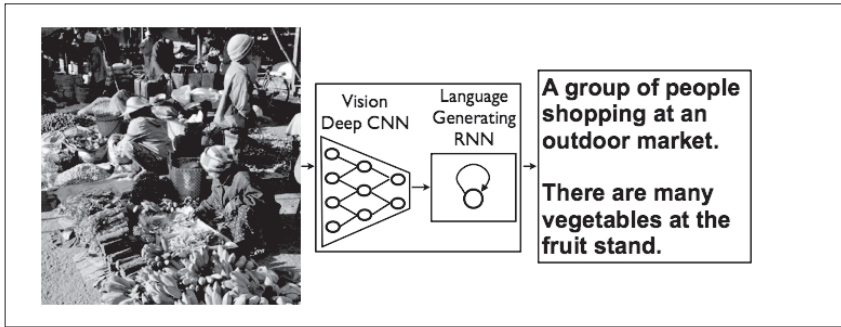 Vision
Deep CNN
Language
Generating
RNN
A group of people
shopping at an
outdoor market.
There are many
vegetables at the
fruit stand.